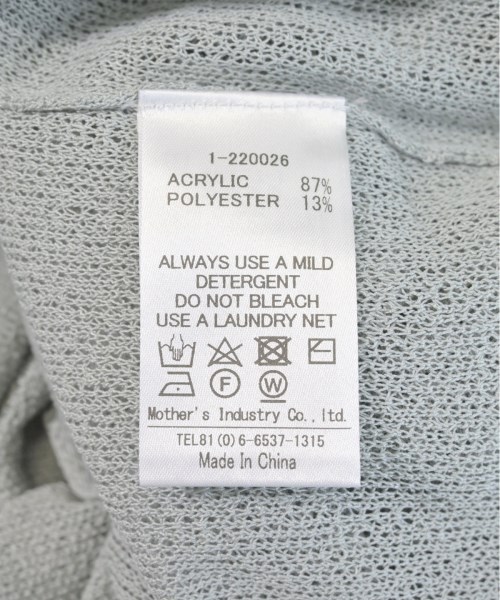 1-220026
ACRYLIC 87%
POLYESTER 13%
ALWAYS USE A MILD
DETERGENT
DO NOT BLEACH
USE A LAUNDRY NET
F W
Mother's Industry Co.,ltd.
TEL81(0)6-6537-1315
Made In China